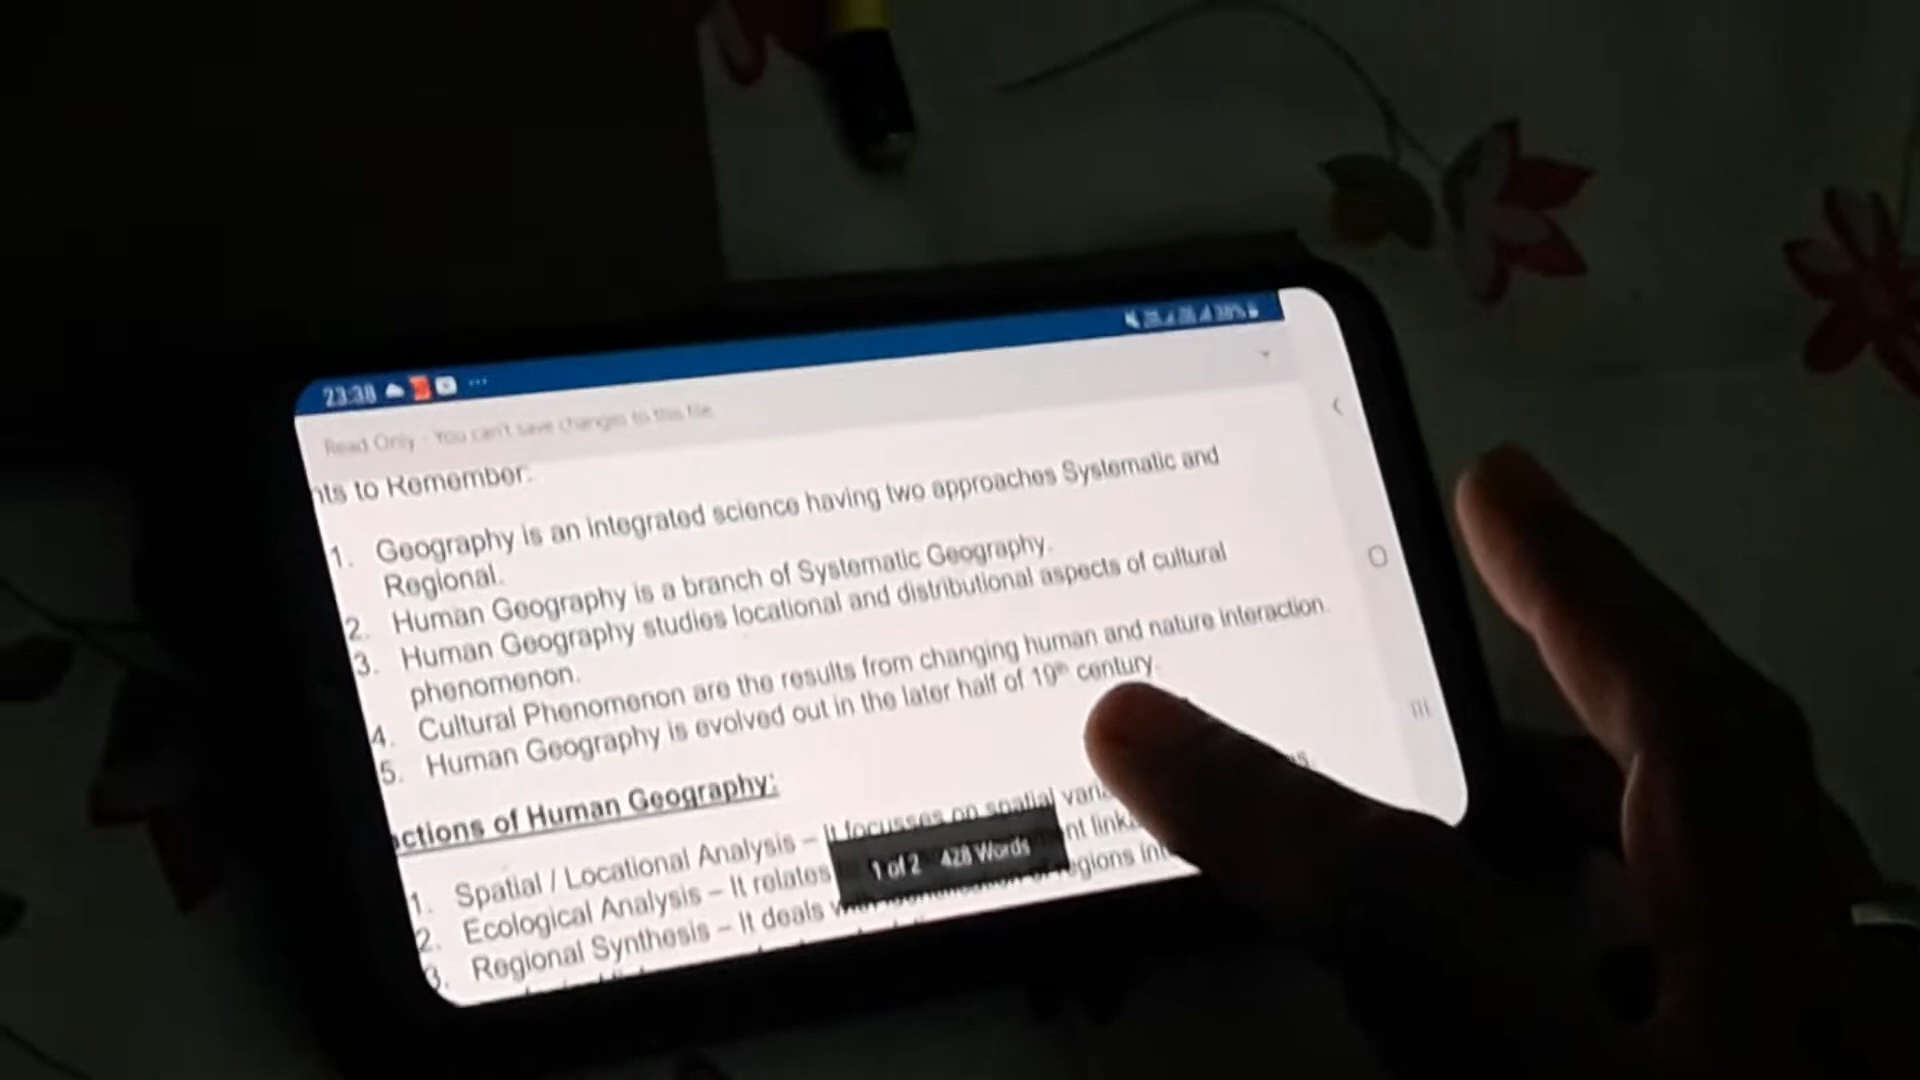 23:38
38%
Read Only - You can't save changes to this file.
nts to Remember:
1. Geography is an integrated science having two approaches Systematic and
Regional.
2. Human Geography is a branch of Systematic Geography.
3. Human Geography studies locational and distributional aspects of cultural
phenomenon.
4. Cultural Phenomenon are the results from changing human and nature interaction.
5. Human Geography is evolved out in the later half of 19th century.
ctions of Human Geography:
1. Spatial / Locational Analysis – It focusses on spatial
2. Ecological Analysis – It relates
3. Regional Synthesis – It deals regions
1 of 2 428 Words